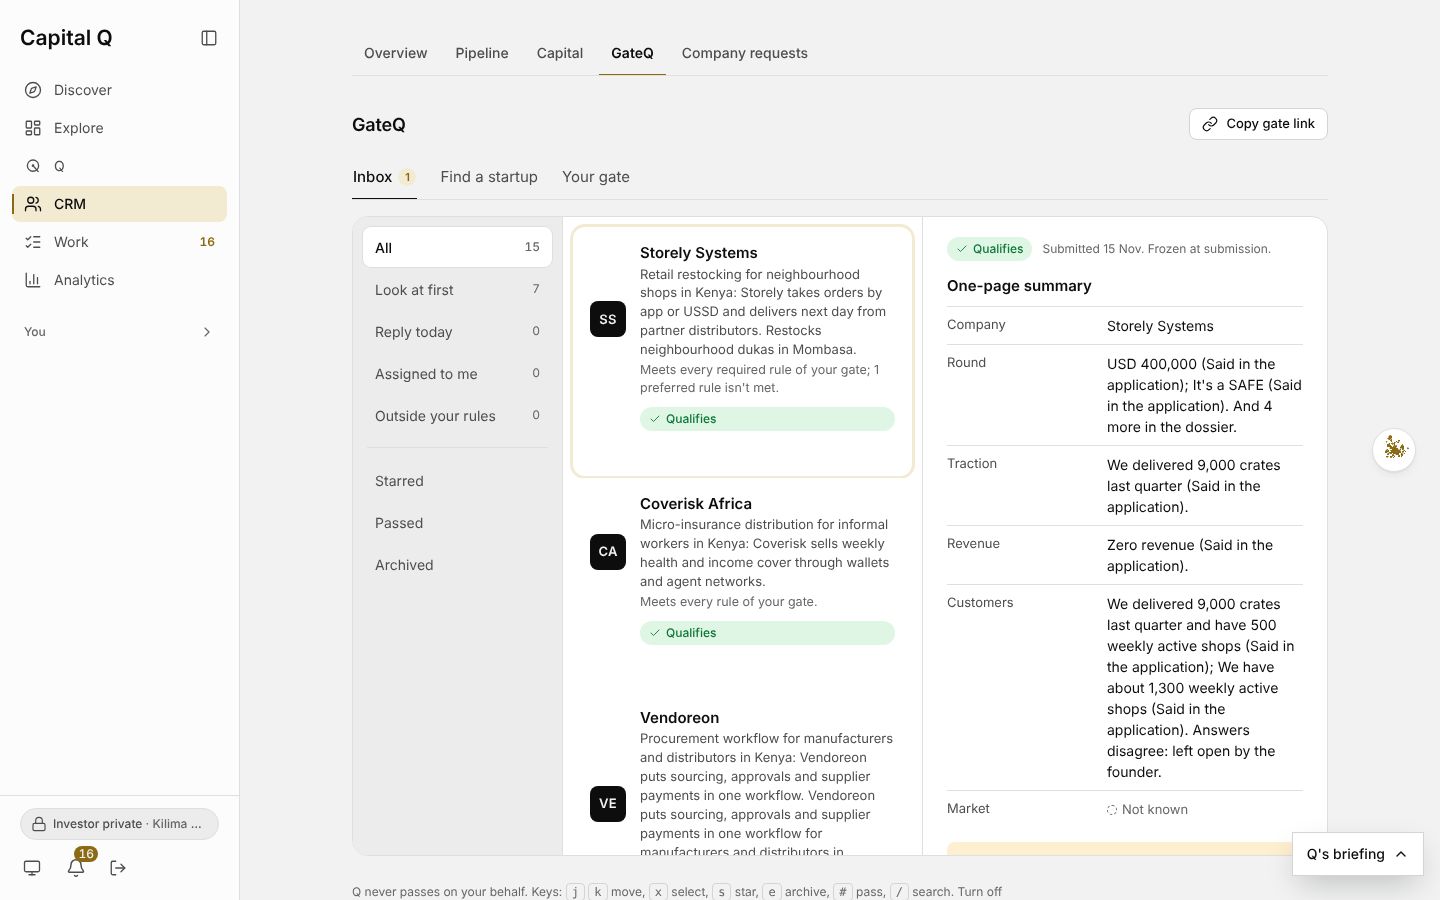 Capital Q
Discover
Explore
Q
CRM
Work 16
Analytics
You
Investor private · Kilima ...
16
Overview Pipeline Capital GateQ Company requests
GateQ
Copy gate link
Inbox 1 Find a startup Your gate
All 15
Look at first 7
Reply today 0
Assigned to me 0
Outside your rules 0
Starred
Passed
Archived
SS
Storely Systems
Retail restocking for neighbourhood
shops in Kenya: Storely takes orders by
app or USSD and delivers next day from
partner distributors. Restocks
neighbourhood dukas in Mombasa.
Meets every required rule of your gate; 1
preferred rule isn't met.
Qualifies
CA
Coverisk Africa
Micro-insurance distribution for informal
workers in Kenya: Coverisk sells weekly
health and income cover through wallets
and agent networks.
Meets every rule of your gate.
Qualifies
VE
Vendoreon
Procurement workflow for manufacturers
and distributors in Kenya: Vendoreon
puts sourcing, approvals and supplier
payments in one workflow. Vendoreon
puts sourcing, approvals and supplier
payments in one workflow for
manufacturers and distributors in
Qualifies Submitted 15 Nov. Frozen at submission.
One-page summary
Company Storely Systems
Round USD 400,000 (Said in the
application); It's a SAFE (Said
in the application). And 4
more in the dossier.
Traction We delivered 9,000 crates
last quarter (Said in the
application).
Revenue Zero revenue (Said in the
application).
Customers We delivered 9,000 crates
last quarter and have 500
weekly active shops (Said in
the application); We have
about 1,300 weekly active
shops (Said in the
application). Answers
disagree: left open by the
founder.
Market Not known
Q's briefing
Q never passes on your behalf. Keys: j k move, x select, s star, e archive, # pass, / search. Turn off